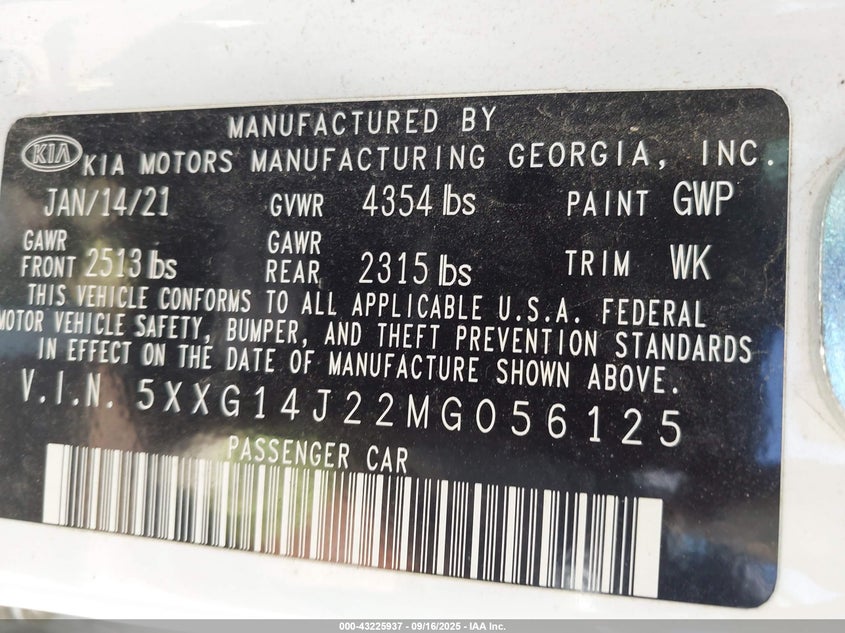 MANUFACTURED BY
KIA KIA MOTORS MANUFACTURING GEORGIA, INC.
JAN/14/21 GVWR 4354 lbs PAINT GWP
GAWR FRONT 2513 lbs GAWR REAR 2315 lbs TRIM WK
THIS VEHICLE CONFORMS TO ALL APPLICABLE U.S.A. FEDERAL
MOTOR VEHICLE SAFETY, BUMPER, AND THEFT PREVENTION STANDARDS
IN EFFECT ON THE DATE OF MANUFACTURE SHOWN ABOVE.
V.I.N. 5XXG14J22MG056125
PASSENGER CAR
000-43225937 - 09/16/2025 - IAA Inc.